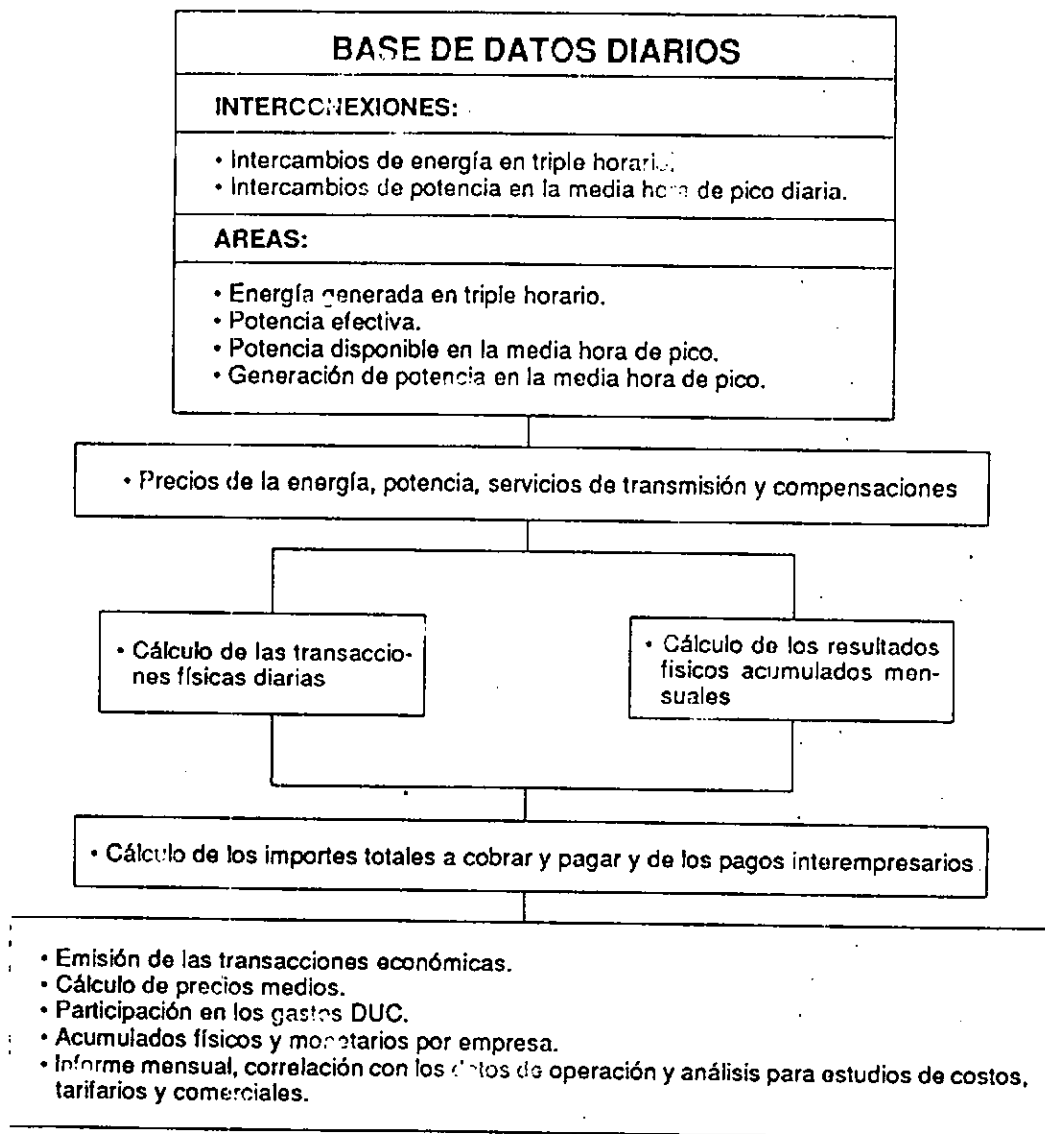 BASE DE DATOS DIARIOS
INTERCONEXIONES:
• Intercambios de energía en triple horario.
• Intercambios de potencia en la media hora de pico diaria.
AREAS:
• Energía generada en triple horario.
• Potencia efectiva.
• Potencia disponible en la media hora de pico.
• Generación de potencia en la media hora de pico.
• Precios de la energía, potencia, servicios de transmisión y compensaciones
• Cálculo de las transaccio-
nes físicas diarias
• Cálculo de los resultados
físicos acumulados men-
suales
• Cálculo de los importes totales a cobrar y pagar y de los pagos interempresarios
• Emisión de las transacciones económicas.
• Cálculo de precios medios.
• Participación en los gastos DUC.
• Acumulados físicos y monetarios por empresa.
• Informe mensual, correlación con los datos de operación y análisis para estudios de costos,
tarifarios y comerciales.